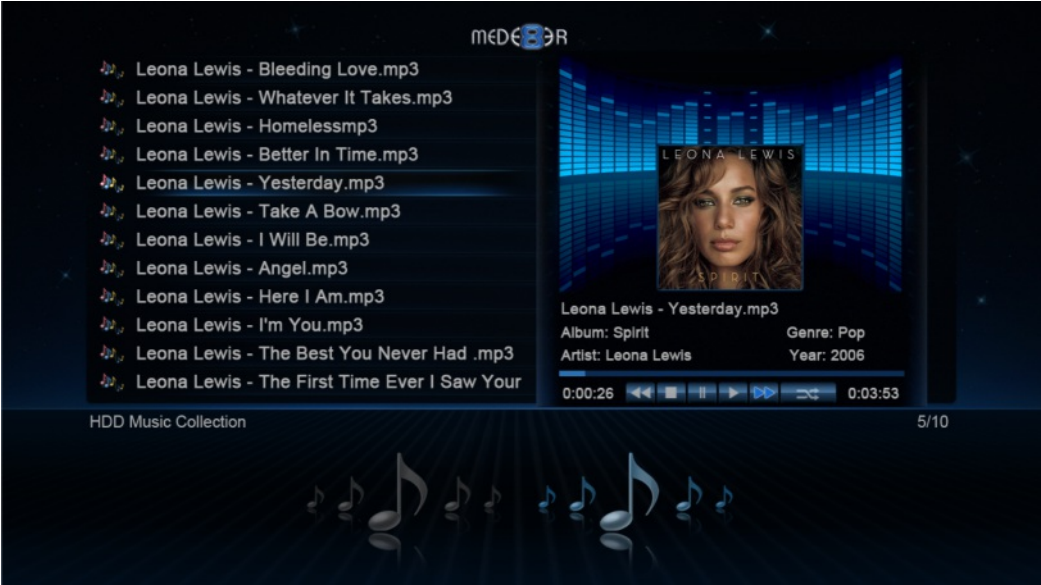 MEDE8ER
Leona Lewis - Bleeding Love.mp3
Leona Lewis - Whatever It Takes.mp3
Leona Lewis - Homelessmp3
Leona Lewis - Better In Time.mp3
Leona Lewis - Yesterday.mp3
Leona Lewis - Take A Bow.mp3
Leona Lewis - I Will Be.mp3
Leona Lewis - Angel.mp3
Leona Lewis - Here I Am.mp3
Leona Lewis - I'm You.mp3
Leona Lewis - The Best You Never Had .mp3
Leona Lewis - The First Time Ever I Saw Your
LEONA LEWIS
SPIRIT
Leona Lewis - Yesterday.mp3
Album: Spirit Genre: Pop
Artist: Leona Lewis Year: 2006
0:00:26 0:03:53
HDD Music Collection 5/10